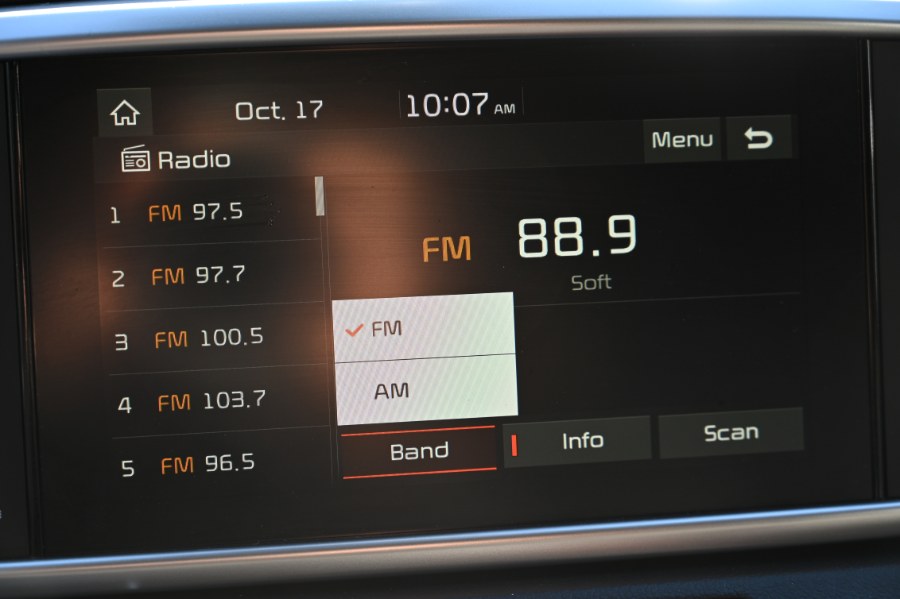 Oct. 17 10:07 AM
Radio
Menu
1 FM 97.5
2 FM 97.7
3 FM 100.5
4 FM 103.7
5 FM 96.5
FM 88.9
Soft
FM
AM
Band
Info
Scan